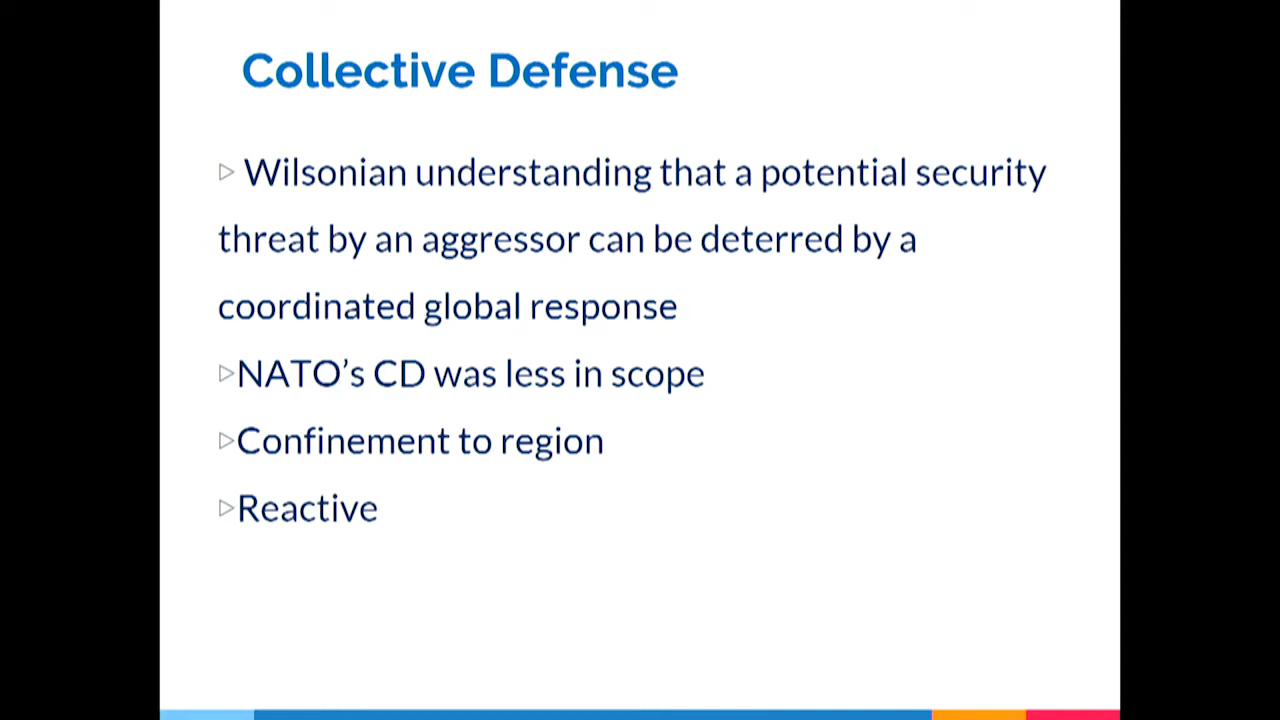 Collective Defense
▷ Wilsonian understanding that a potential security
threat by an aggressor can be deterred by a
coordinated global response
▷NATO’s CD was less in scope
▷Confinement to region
▷Reactive